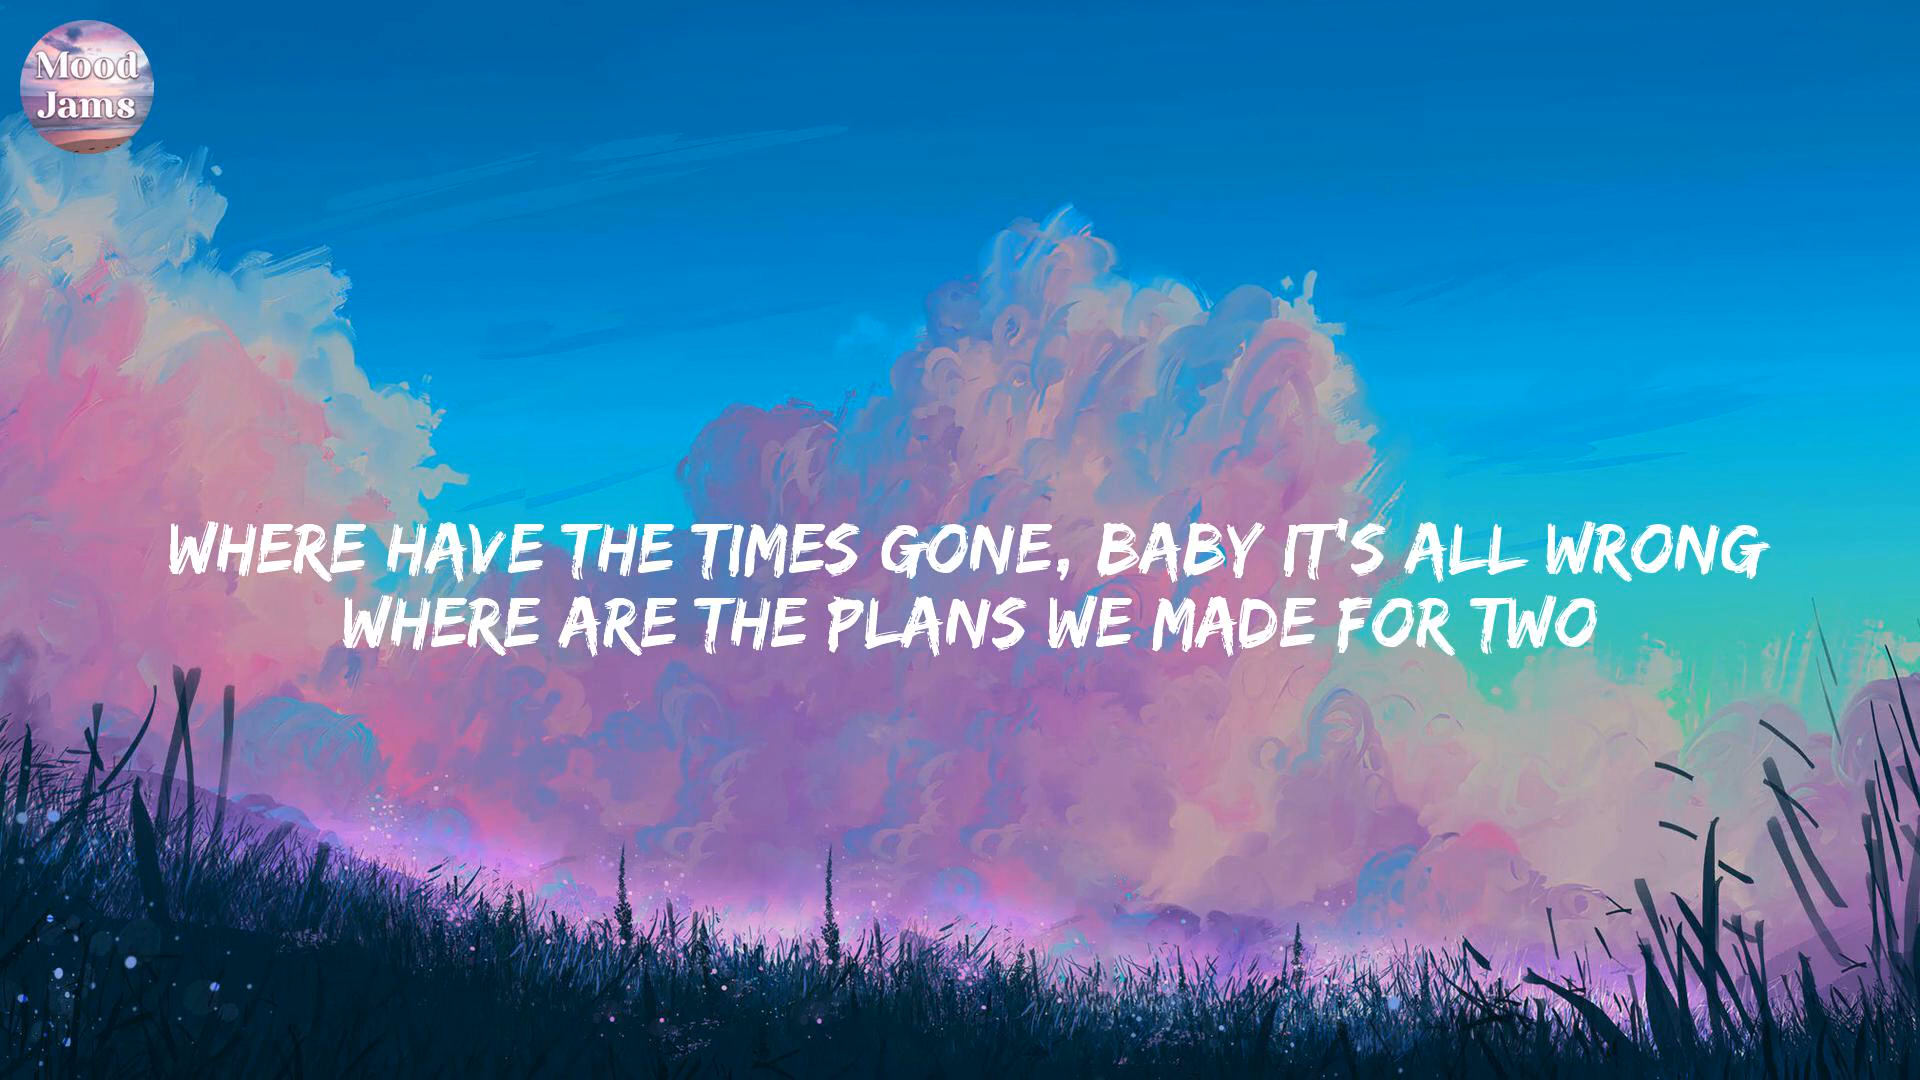 Mood
Jams
WHERE HAVE THE TIMES GONE, BABY IT'S ALL WRONG
WHERE ARE THE PLANS WE MADE FOR TWO